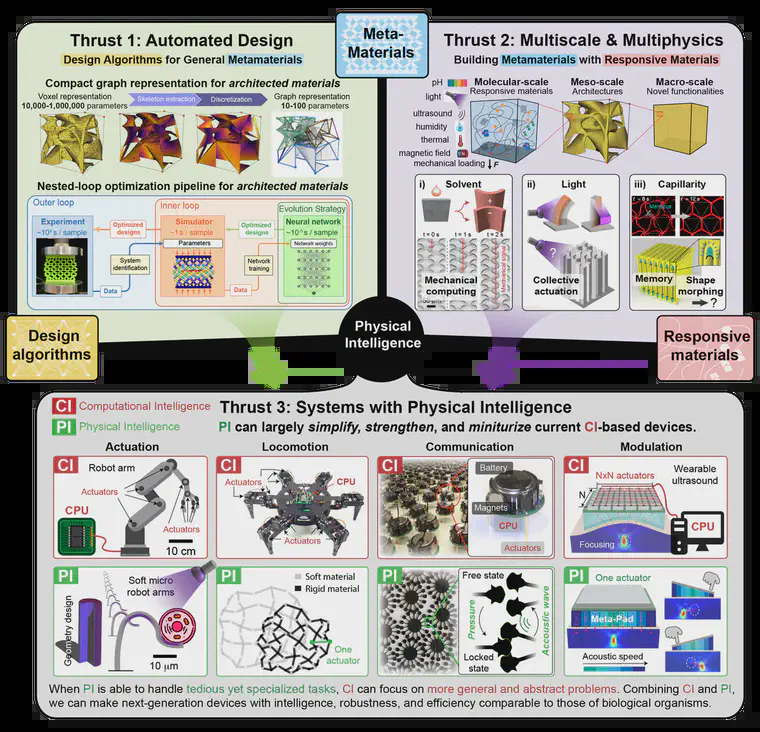 Meta-
Materials
Thrust 1: Automated Design
Design Algorithms for General Metamaterials
Compact graph representation for architected materials
Voxel representation
10,000-1,000,000 parameters
Skeleton extraction
Discretization
Graph representation
10-100 parameters
Nested-loop optimization pipeline for architected materials
Outer loop
Inner loop
Evolution Strategy
Experiment
Optimized
designs
Simulator
~1 s / sample
Optimized
designs
Neural network
Parameters
Network weights
System
identification
Network
training
Data
Data
Thrust 2: Multiscale & Multiphysics
Building Metamaterials with Responsive Materials
pH
light
ultrasound
humidity
thermal
magnetic field
mechanical loading
F
Molecular-scale
Responsive materials
Meso-scale
Architectures
Macro-scale
Novel functionalities
i) Solvent
t = 0 s
t = 1 s
t = 2 s
Mechanical signal
Mechanical
computing
ii) Light
?
Collective
actuation
iii) Capillarity
t = 6 s
t = 12 s
Meniscus
Memory
Shape
morphing
?
Design
algorithms
Physical
Intelligence
Responsive
materials
CI Computational Intelligence
PI Physical Intelligence
Thrust 3: Systems with Physical Intelligence
PI can largely simplify, strengthen, and miniturize current CI-based devices.
Actuation
Locomotion
Communication
Modulation
CI
Robot arm
Actuators
CPU
Actuators
10 cm
CI
Actuators
CPU
Actuators
CI
Battery
Magnets
CPU
Actuators
CI
NxN actuators
N
Wearable
ultrasound
CPU
Focusing
PI
Geometry design
Soft micro
robot arms
10 μm
PI
Soft material
Rigid material
One
actuator
PI
Free state
Pressure
Accoustic wave
Locked
state
PI
One actuator
Meta-Pad
Acoustic speed
When PI is able to handle tedious yet specialized tasks, CI can focus on more general and abstract problems. Combining CI and PI,
we can make next-generation devices with intelligence, robustness, and efficiency comparable to those of biological organisms.